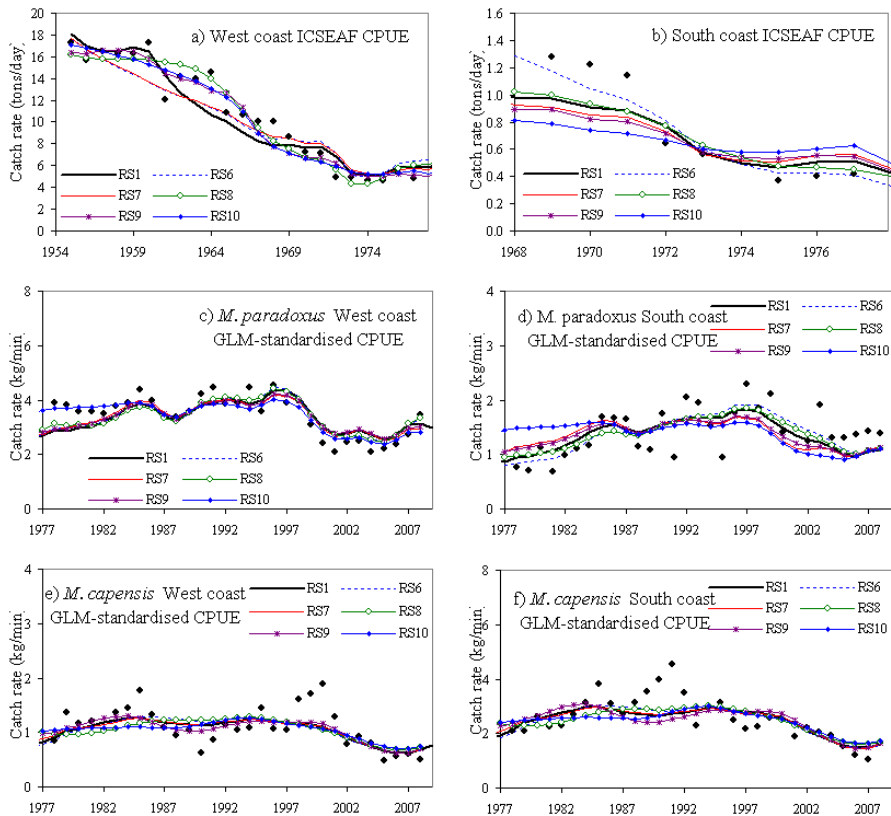 a) West coast ICSEAF CPUE
Catch rate (tons/day)
20
18
16
14
12
10
8
6
4
2
0
RS1
RS6
RS7
RS8
RS9
RS10
1954
1959
1964
1969
1974
b) South coast ICSEAF CPUE
Catch rate (tons/day)
1.6
1.4
1.2
1.0
0.8
0.6
0.4
0.2
0.0
RS1
RS6
RS7
RS8
RS9
RS10
1968
1970
1972
1974
1976
c) M. paradoxus West coast
GLM-standardised CPUE
Catch rate (kg/min)
8
6
4
2
0
RS1
RS6
RS7
RS8
RS9
RS10
1977
1982
1987
1992
1997
2002
2007
d) M. paradoxus South coast
GLM-standardised CPUE
Catch rate (kg/min)
4
3
2
1
0
RS1
RS6
RS7
RS8
RS9
RS10
1977
1982
1987
1992
1997
2002
2007
e) M. capensis West coast
GLM-standardised CPUE
Catch rate (kg/min)
4
3
2
1
0
RS1
RS6
RS7
RS8
RS9
RS10
1977
1982
1987
1992
1997
2002
2007
f) M. capensis South coast
GLM-standardised CPUE
Catch rate (kg/min)
8
6
4
2
0
RS1
RS6
RS7
RS8
RS9
RS10
1977
1982
1987
1992
1997
2002
2007